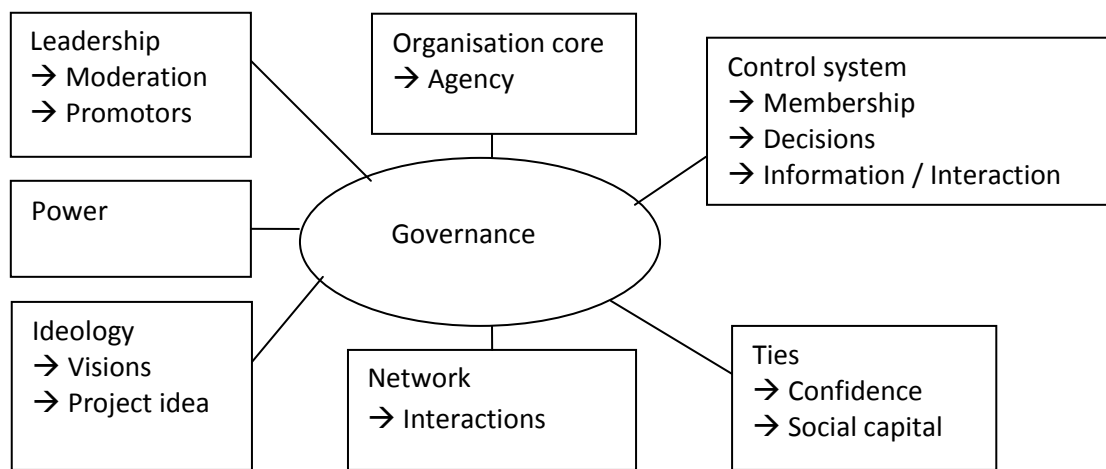 Leadership
→ Moderation
→ Promotors
Organisation core
→ Agency
Control system
→ Membership
→ Decisions
→ Information / Interaction
Power
Governance
Ideology
→ Visions
→ Project idea
Network
→ Interactions
Ties
→ Confidence
→ Social capital